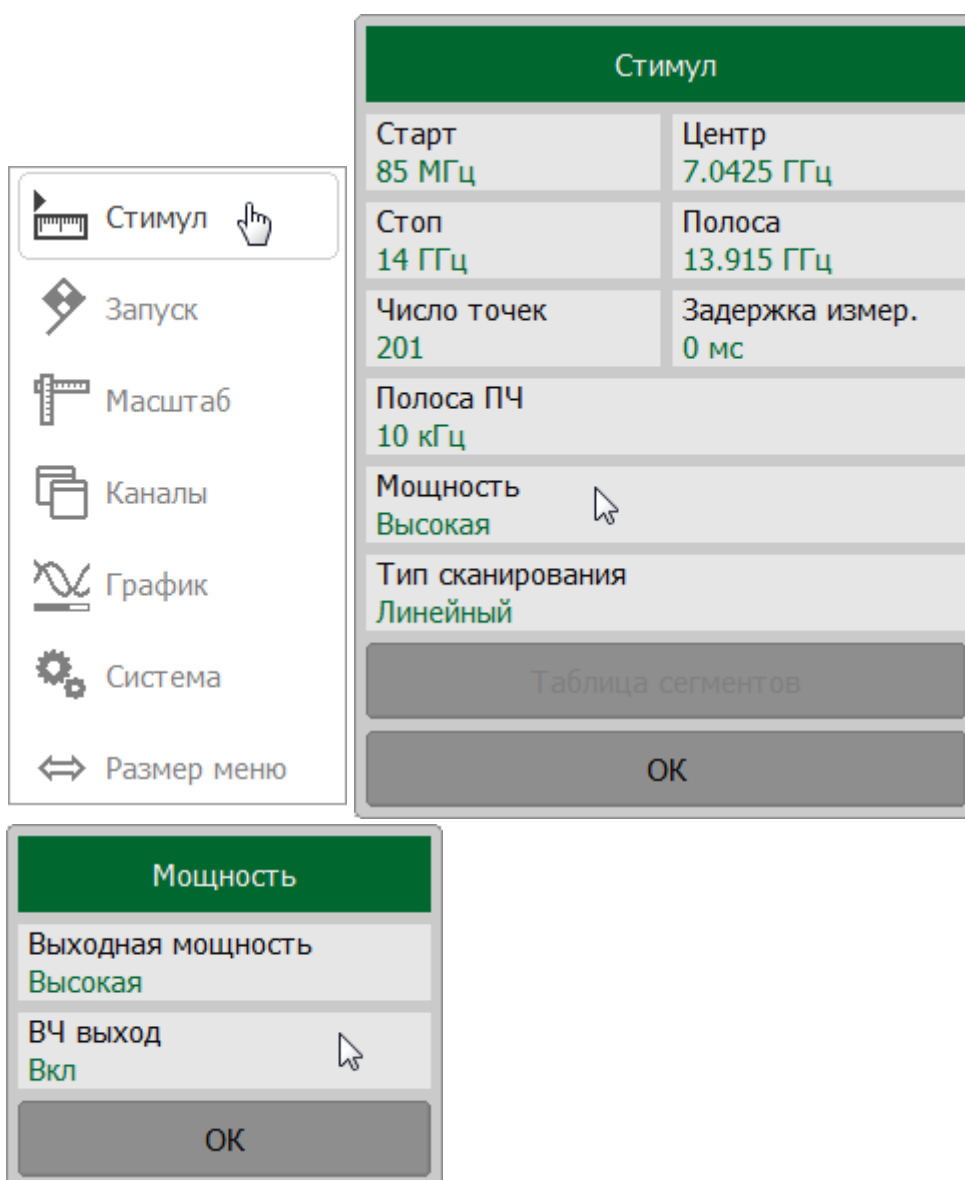 Стимул
Запуск
Масштаб
Каналы
График
Система
Размер меню
Стимул
Старт
85 МГц
Центр
7.0425 ГГц
Стоп
14 ГГц
Полоса
13.915 ГГц
Число точек
201
Задержка измер.
0 мс
Полоса ПЧ
10 кГц
Мощность
Высокая
Тип сканирования
Линейный
Таблица сегментов
ОК
Мощность
Выходная мощность
Высокая
ВЧ выход
Вкл
ОК